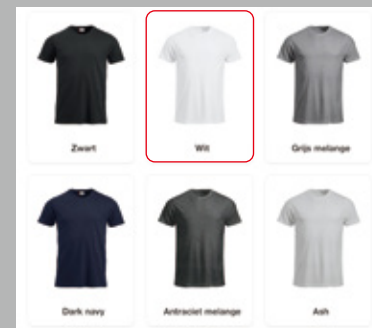 Zwart
Wit
Grijs melange
Dark navy
Antraciet melange
Ash